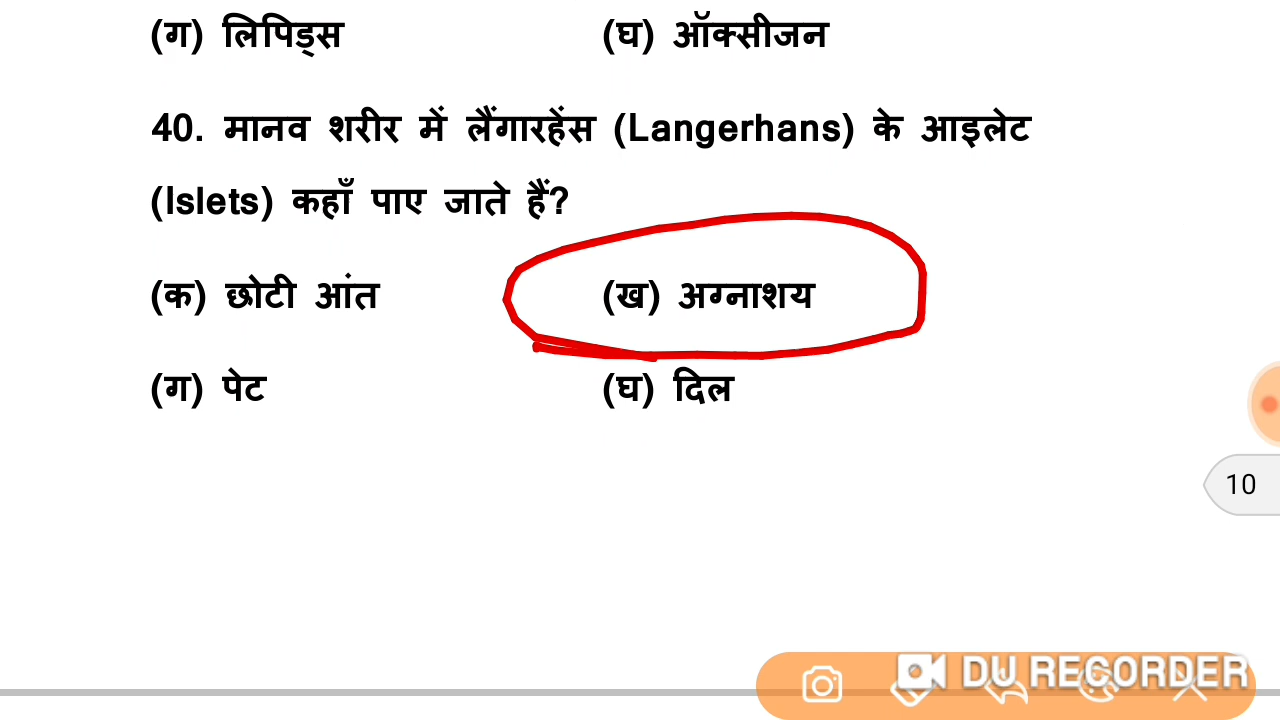 (ग) लिपिड्स (घ) ऑक्सीजन
40. मानव शरीर में लैंगारहेंस (Langerhans) के आइलेट
(Islets) कहाँ पाए जाते हैं?
(क) छोटी आंत (ख) अग्नाशय
(ग) पेट (घ) दिल
10
DU RECORDER